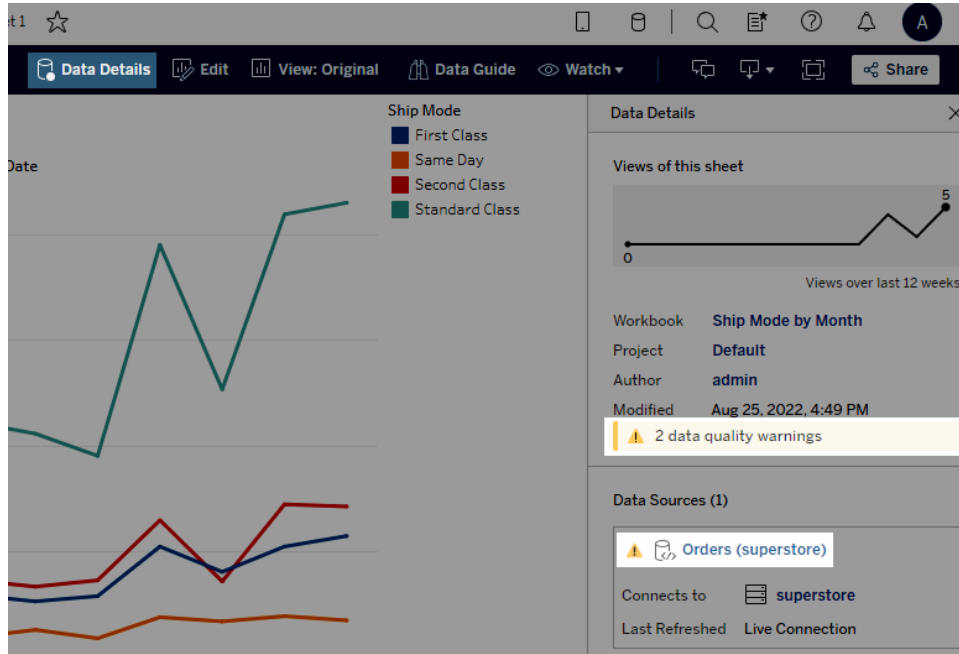 t 1
A
Data Details Edit View: Original Data Guide Watch Share
Ship Mode
First Class
Same Day
Second Class
Standard Class
Date
Data Details
Views of this sheet
5
0
Views over last 12 weeks
Workbook Ship Mode by Month
Project Default
Author admin
Modified Aug 25, 2022, 4:49 PM
2 data quality warnings
Data Sources (1)
Orders (superstore)
Connects to superstore
Last Refreshed Live Connection